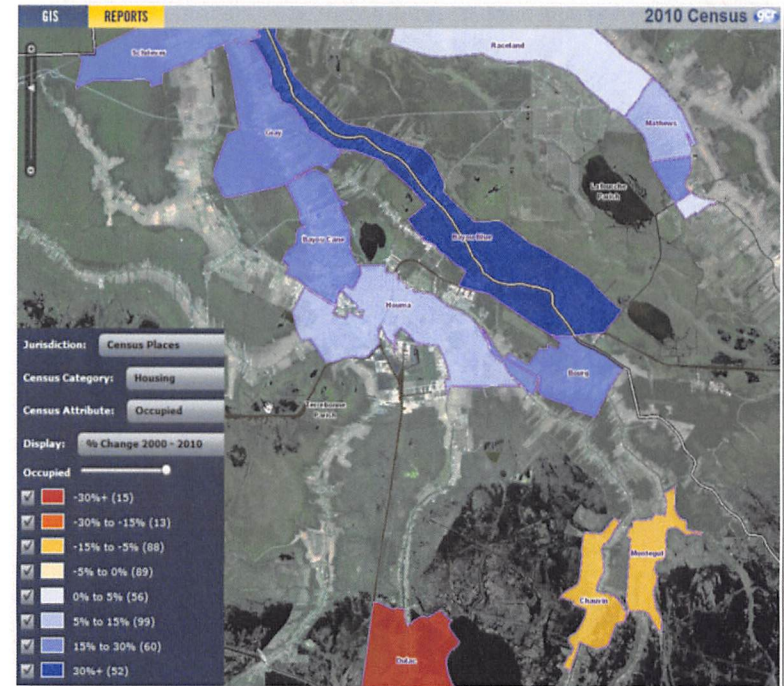 GIS
REPORTS
2010 Census
Schriever
Raceland
Gray
Mathews
Lafourche
Parish
Bayou Cane
Bayou Blue
Houma
Bourg
Terrebonne
Parish
Jurisdiction: Census Places
Census Category: Housing
Census Attribute: Occupied
Display: % Change 2000 - 2010
Occupied
-30%+ (15)
-30% to -15% (13)
-15% to -5% (88)
-5% to 0% (89)
0% to 5% (56)
5% to 15% (99)
15% to 30% (60)
30%+ (52)
Montegut
Chauvin
Dulac